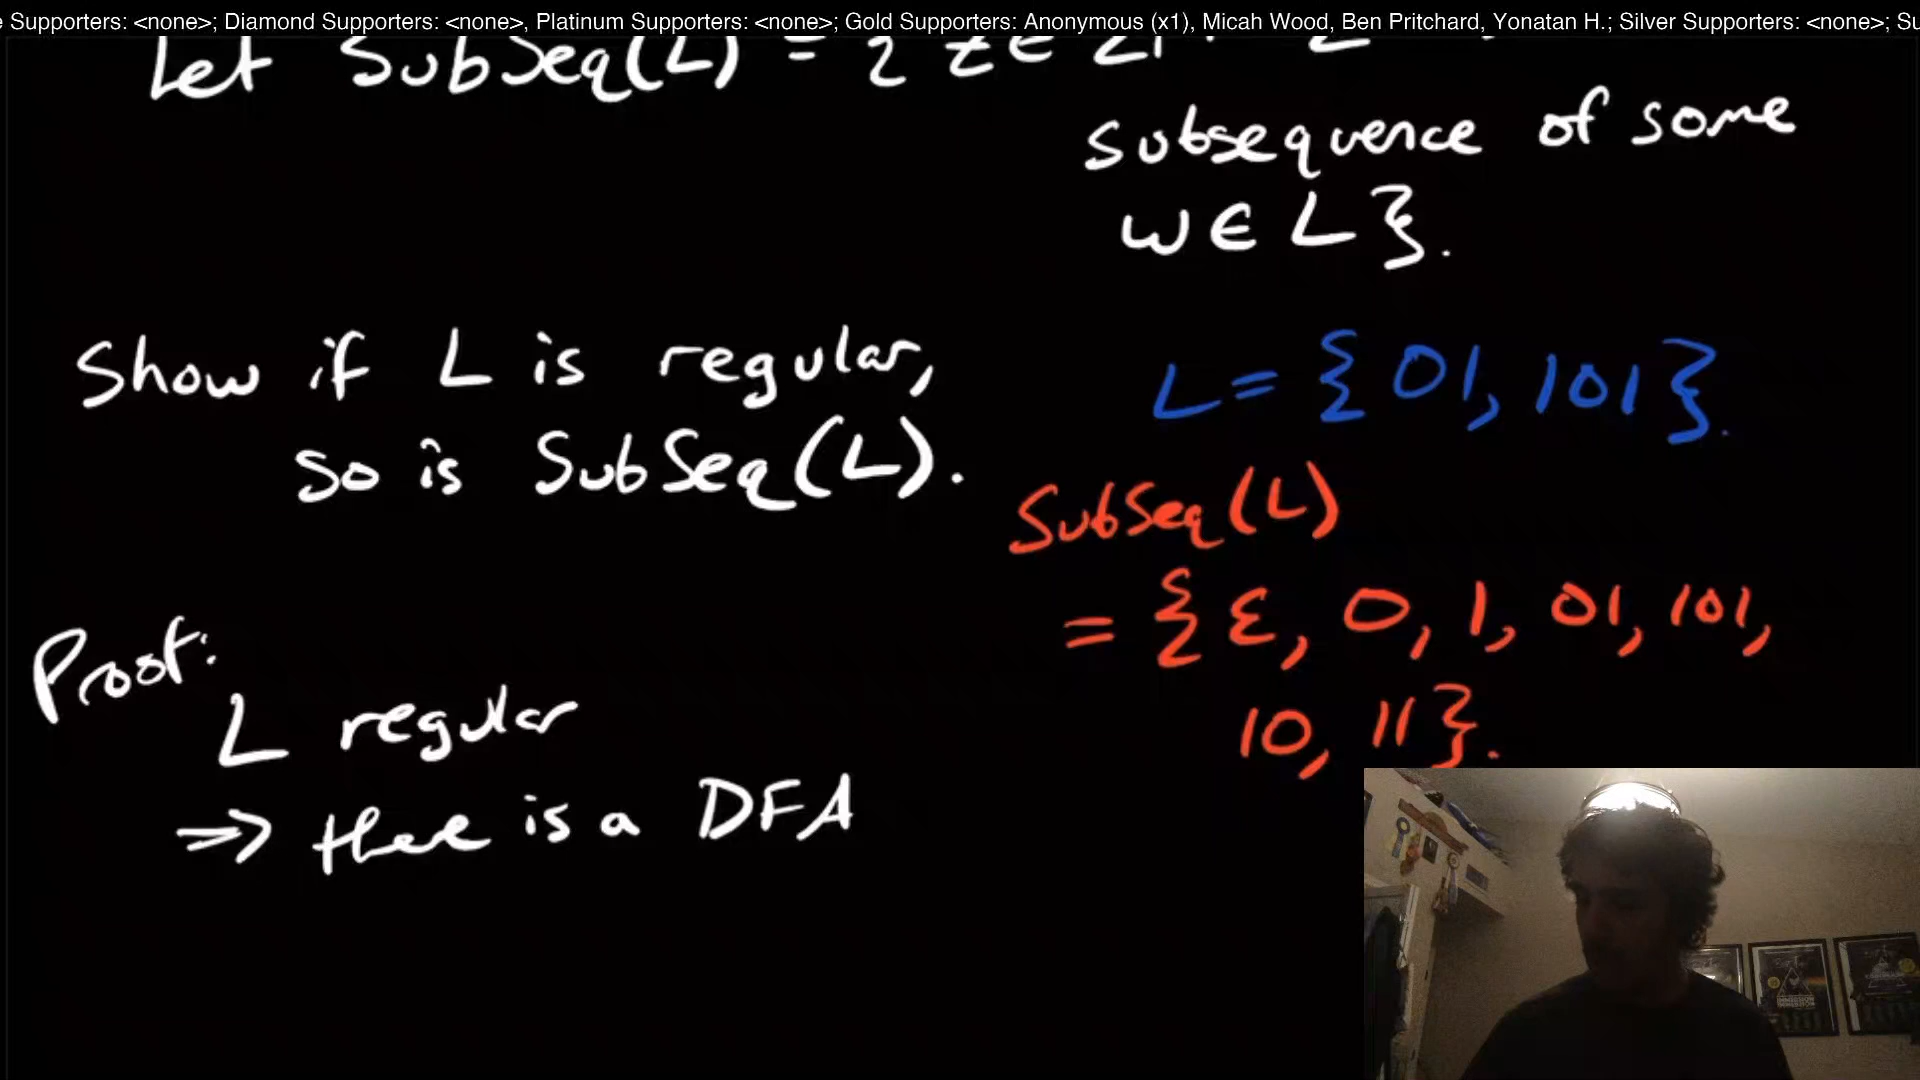 e Supporters: <none>; Diamond Supporters: <none>, Platinum Supporters: <none>; Gold Supporters: Anonymous (x1), Micah Wood, Ben Pritchard, Yonatan H.; Silver Supporters: <none>; Su
Let SubSeq(L) = { z ∈ Σ
subsequence of some
w ∈ L }.
Show if L is regular,
so is SubSeq(L).
L = { 01, 101 }.
SubSeq(L)
= { ε, 0, 1, 01, 101,
10, 11 }.
Proof:
L regular
⇒ there is a DFA